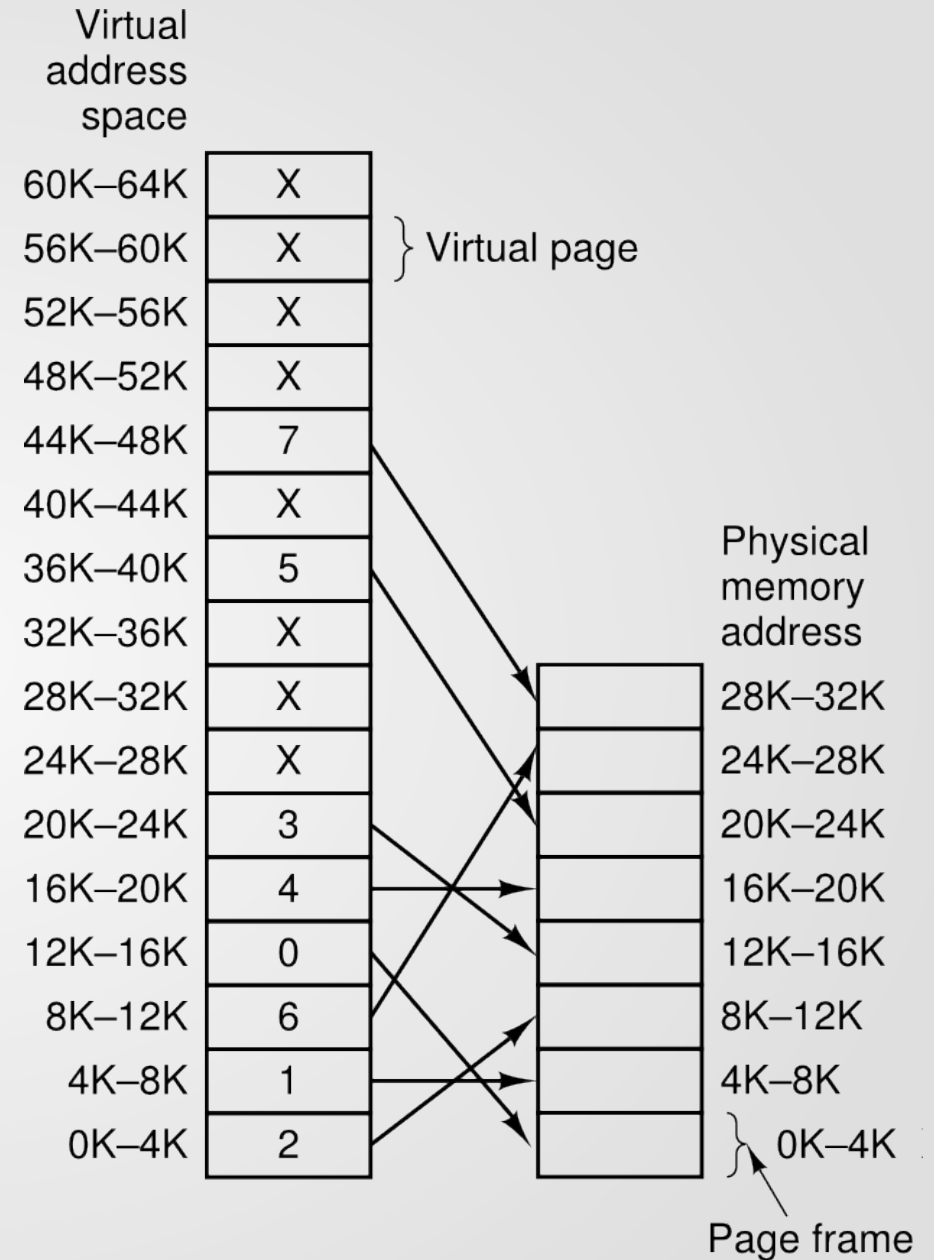 Virtual
address
space
60K–64K X
56K–60K X Virtual page
52K–56K X
48K–52K X
44K–48K 7
40K–44K X
36K–40K 5
32K–36K X
28K–32K X
24K–28K X
20K–24K 3
16K–20K 4
12K–16K 0
8K–12K 6
4K–8K 1
0K–4K 2
Physical
memory
address
28K–32K
24K–28K
20K–24K
16K–20K
12K–16K
8K–12K
4K–8K
0K–4K
Page frame